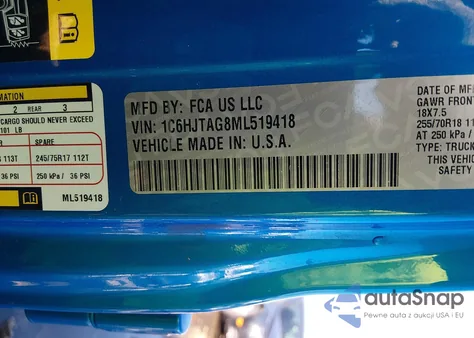 MATION
2 REAR 3
CARGO SHOULD NEVER EXCEED
101 LB
113T 245/75R17 112T
36 PSI 250 kPa / 36 PSI
ML519418
MFD BY: FCA US LLC
VIN: 1C6HJTAG8ML519418
VEHICLE MADE IN: U.S.A.
DATE OF MF
GAWR FRONT
18X7.5
255/70R18 11
AT 250 kPa /
TYPE: TRUCK
THIS VEHIC
SAFETY
autoSnap
Pewne auta z aukcji USA i EU